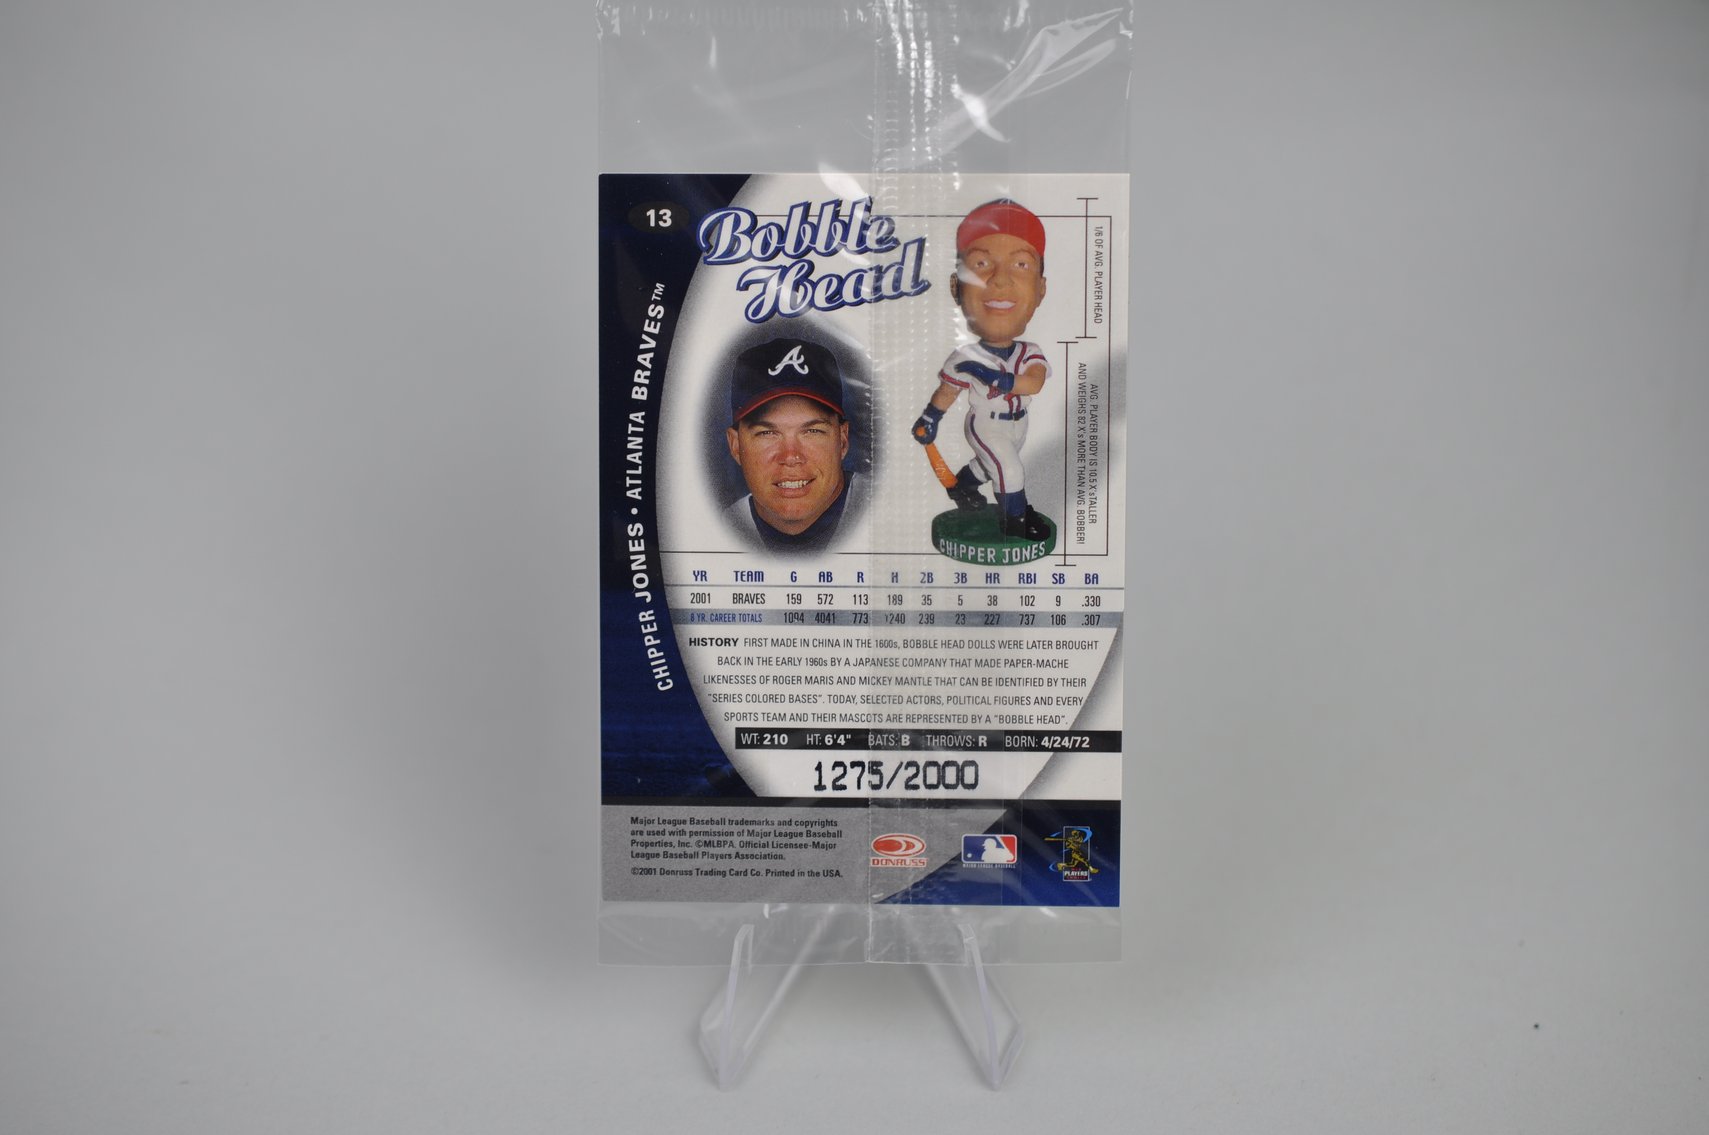 13
Bobble
Head
CHIPPER JONES • ATLANTA BRAVES™
1/6 OF AVG. PLAYER HEAD
AVG. PLAYER BODY IS 10.5 X's TALLER
AND WEIGHS 82 X's MORE THAN AVG. BOBBER!
A
CHIPPER JONES
YR TEAM G AB R H 2B 3B HR RBI SB BA
2001 BRAVES 159 572 113 189 35 5 38 102 9 .330
8 YR. CAREER TOTALS 1094 4041 773 1240 239 23 227 737 106 .307
HISTORY FIRST MADE IN CHINA IN THE 1600s, BOBBLE HEAD DOLLS WERE LATER BROUGHT
BACK IN THE EARLY 1960s BY A JAPANESE COMPANY THAT MADE PAPER-MACHE
LIKENESSES OF ROGER MARIS AND MICKEY MANTLE THAT CAN BE IDENTIFIED BY THEIR
"SERIES COLORED BASES". TODAY, SELECTED ACTORS, POLITICAL FIGURES AND EVERY
SPORTS TEAM AND THEIR MASCOTS ARE REPRESENTED BY A "BOBBLE HEAD".
WT: 210 HT: 6'4" BATS: B THROWS: R BORN: 4/24/72
1275/2000
Major League Baseball trademarks and copyrights
are used with permission of Major League Baseball
Properties, Inc. ©MLBPA. Official Licensee-Major
League Baseball Players Association.
©2001 Donruss Trading Card Co. Printed in the USA.
DONRUSS
MAJOR LEAGUE BASEBALL
PLAYERS